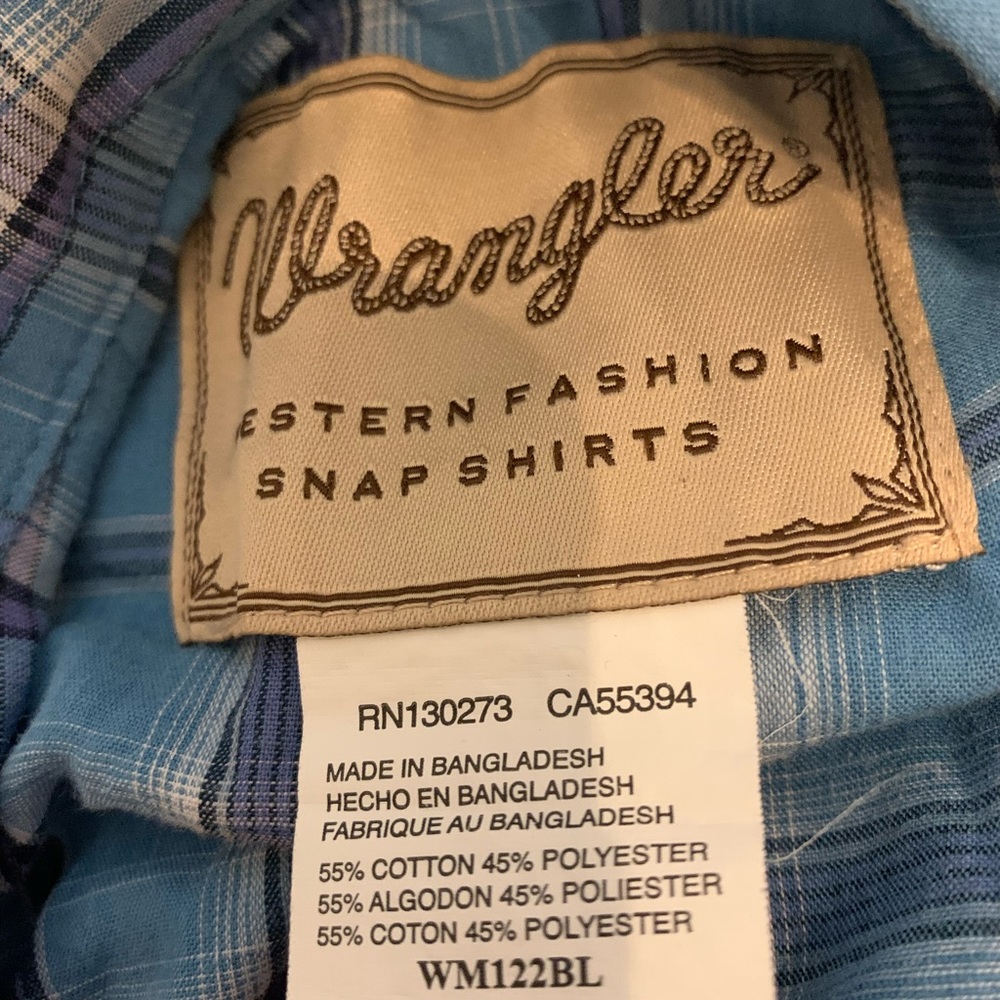 Wrangler®
ESTERN FASHION
SNAP SHIRTS
RN130273 CA55394
MADE IN BANGLADESH
HECHO EN BANGLADESH
FABRIQUE AU BANGLADESH
55% COTTON 45% POLYESTER
55% ALGODON 45% POLIESTER
55% COTON 45% POLYESTER
WM122BL